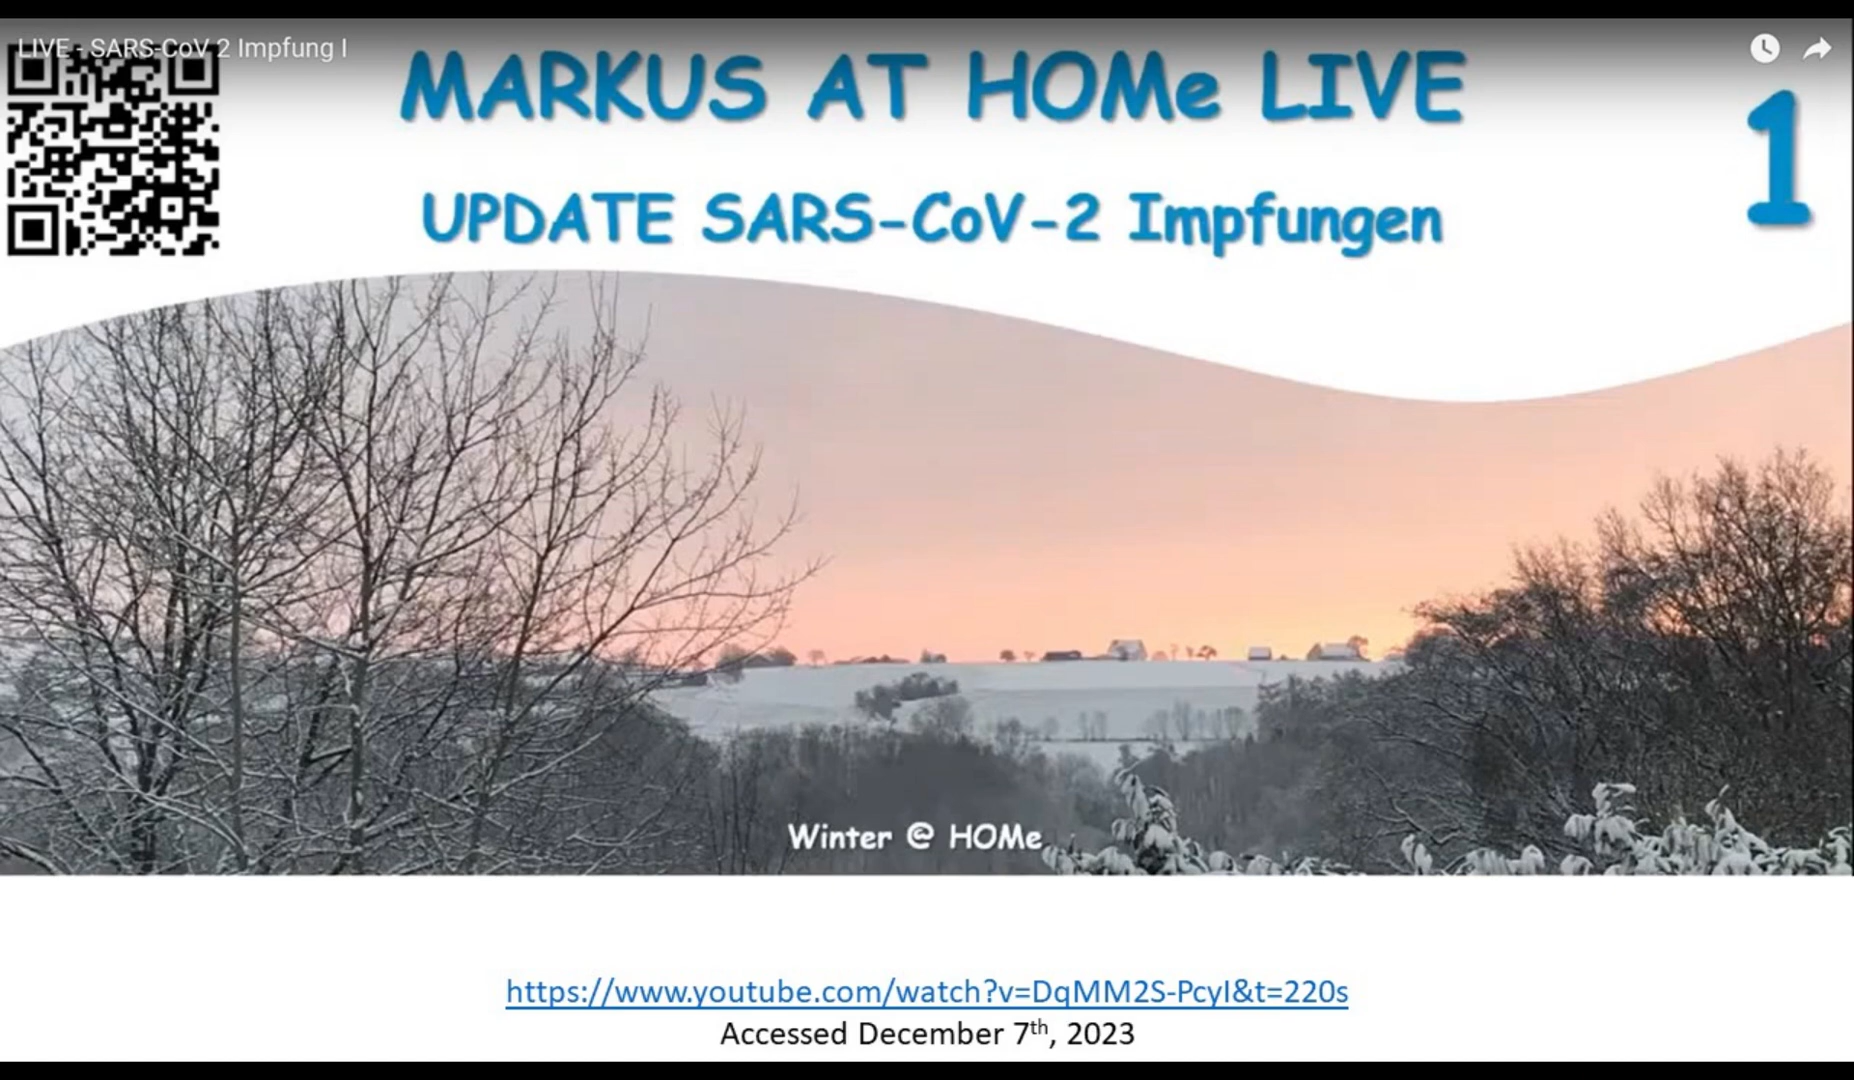 LIVE - SARS-CoV 2 Impfung I
MARKUS AT HOMe LIVE
1
UPDATE SARS-CoV-2 Impfungen
Winter @ HOMe
https://www.youtube.com/watch?v=DqMM2S-PcyI&t=220s
Accessed December 7th, 2023